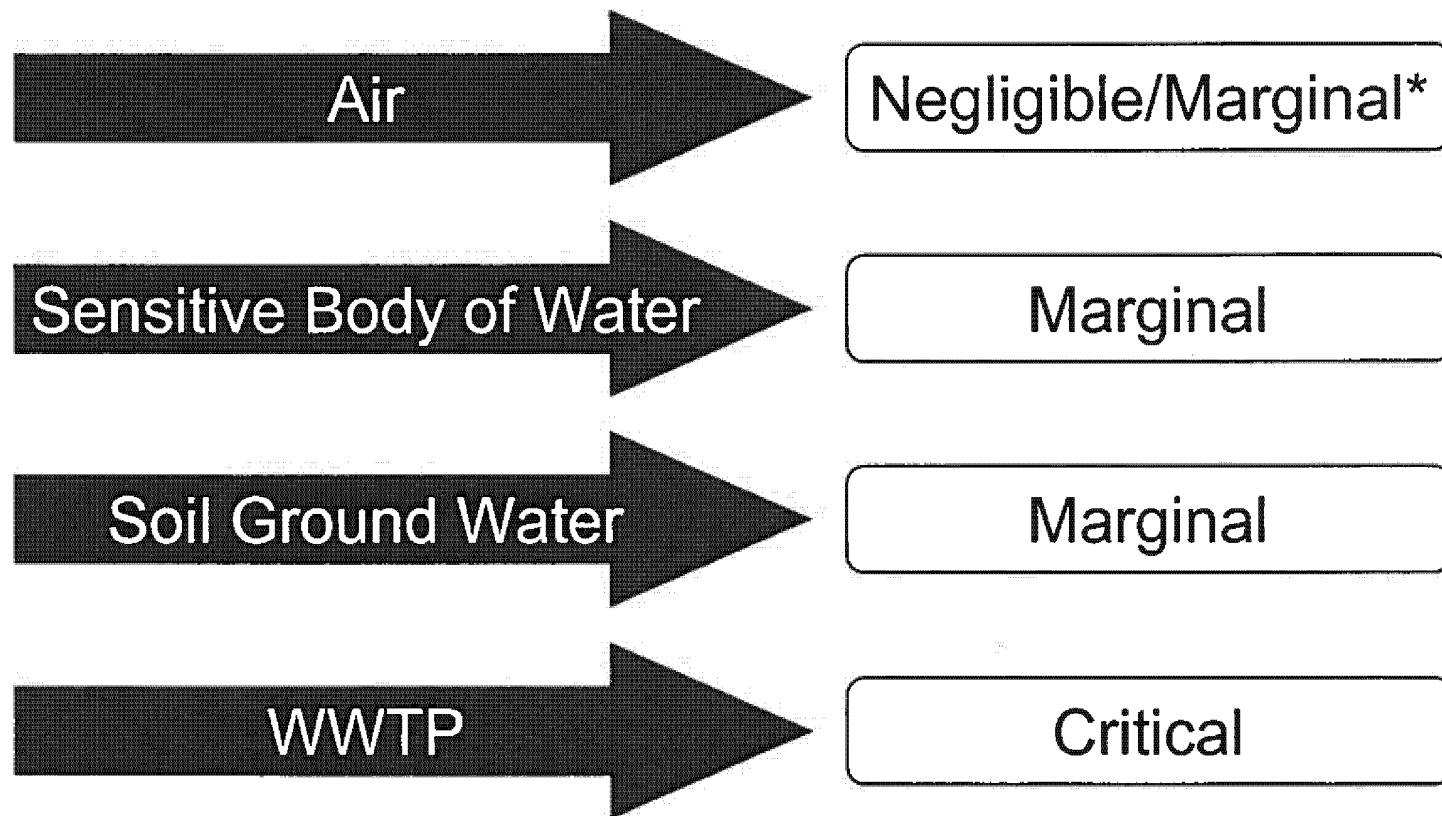 Air
Negligible/Marginal*
Sensitive Body of Water
Marginal
Soil Ground Water
Marginal
WWTP
Critical